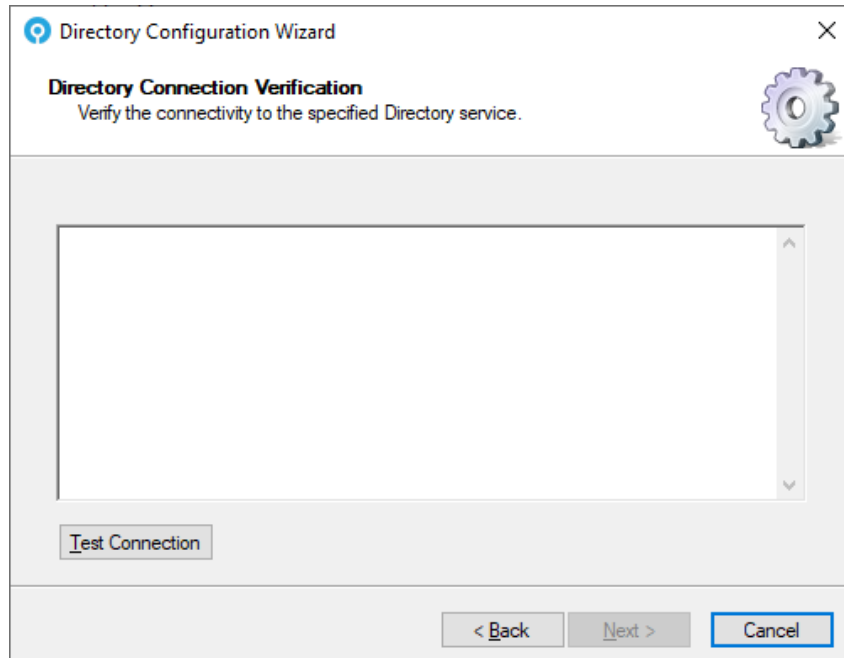 Directory Configuration Wizard
Directory Connection Verification
Verify the connectivity to the specified Directory service.
Test Connection
< Back
Next >
Cancel